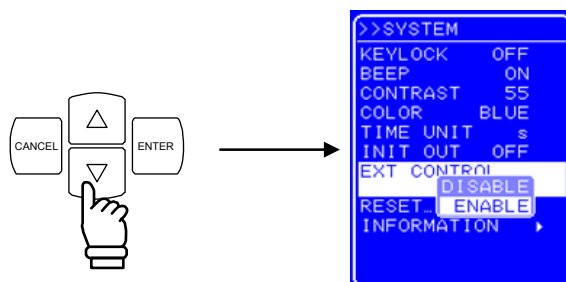 CANCEL
ENTER
>>SYSTEM
KEYLOCK OFF
BEEP ON
CONTRAST 55
COLOR BLUE
TIME UNIT s
INIT OUT OFF
EXT CONTROL
DISABLE
RESET… ENABLE
INFORMATION